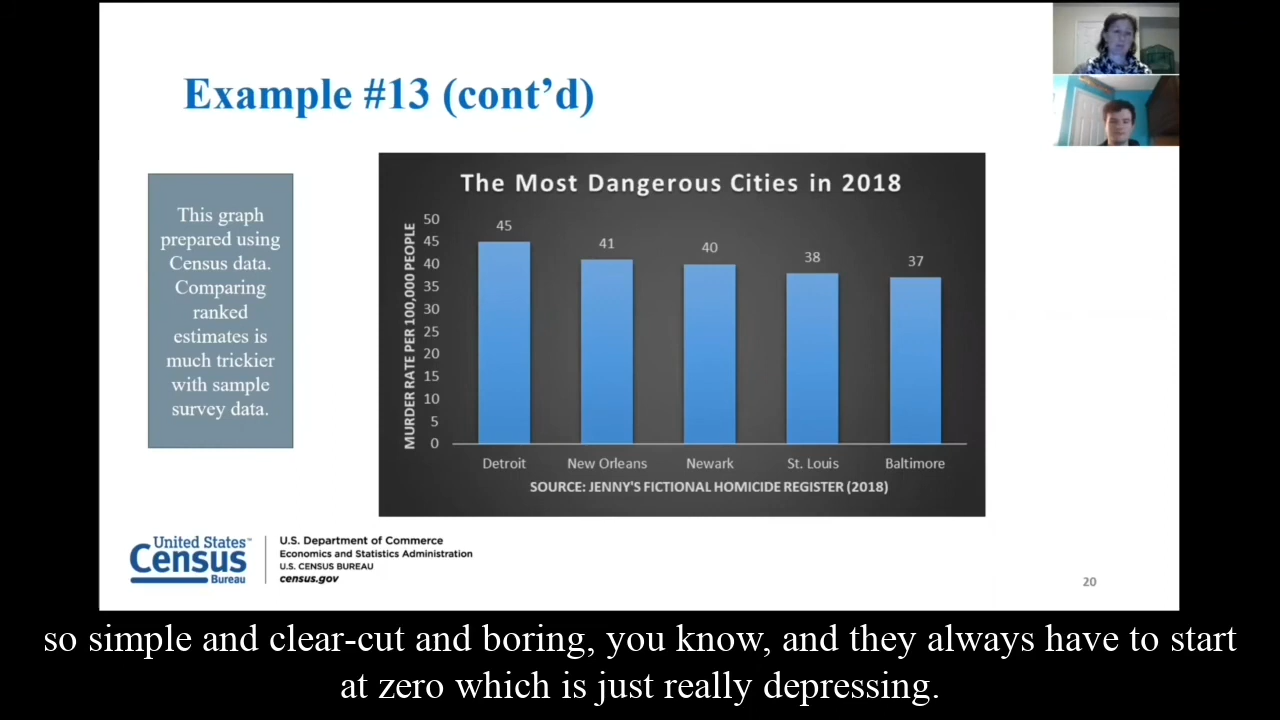 Example #13 (cont’d)
This graph
prepared using
Census data.
Comparing
ranked
estimates is
much trickier
with sample
survey data.
The Most Dangerous Cities in 2018
MURDER RATE PER 100,000 PEOPLE
50
45
40
35
30
25
20
15
10
5
0
45
41
40
38
37
Detroit
New Orleans
Newark
St. Louis
Baltimore
SOURCE: JENNY'S FICTIONAL HOMICIDE REGISTER (2018)
United States™
Census
Bureau
U.S. Department of Commerce
Economics and Statistics Administration
U.S. CENSUS BUREAU
census.gov
20
so simple and clear-cut and boring, you know, and they always have to start
at zero which is just really depressing.